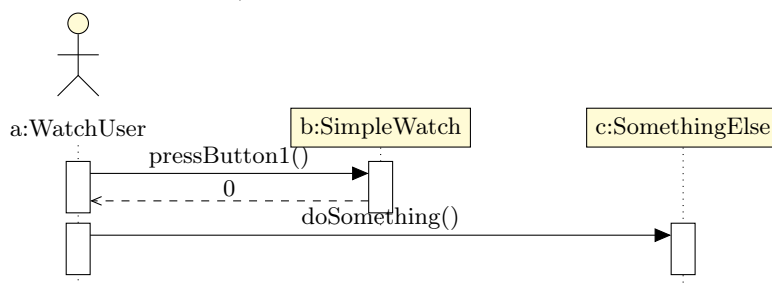 a:WatchUser
b:SimpleWatch
c:SomethingElse
pressButton1()
0
doSomething()